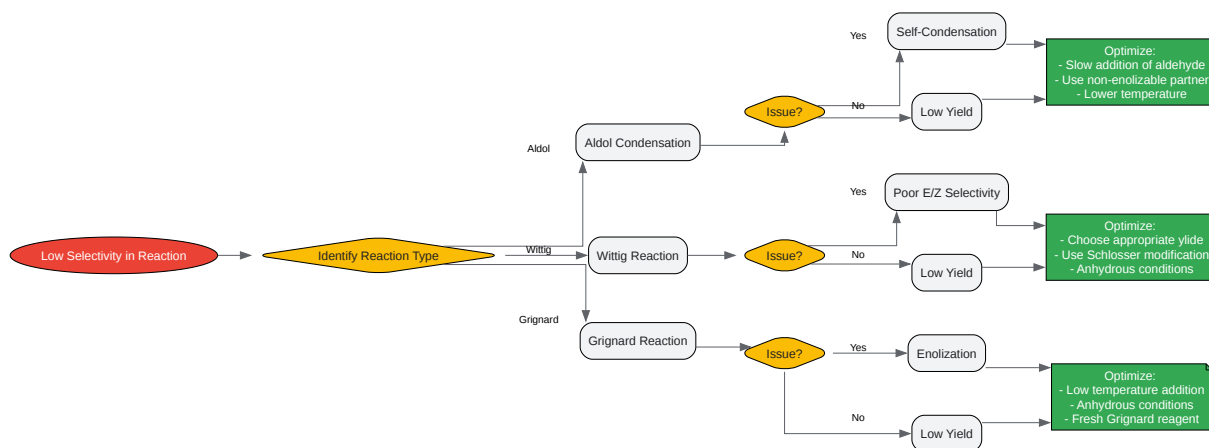 Low Selectivity in Reaction
Identify Reaction Type
Aldol
Aldol Condensation
Issue?
Yes
Self-Condensation
No
Low Yield
Optimize:
- Slow addition of aldehyde
- Use non-enolizable partner
- Lower temperature
Wittig
Wittig Reaction
Issue?
Yes
Poor E/Z Selectivity
No
Low Yield
Optimize:
- Choose appropriate ylide
- Use Schlosser modification
- Anhydrous conditions
Grignard
Grignard Reaction
Issue?
Yes
Enolization
No
Low Yield
Optimize:
- Low temperature addition
- Anhydrous conditions
- Fresh Grignard reagent